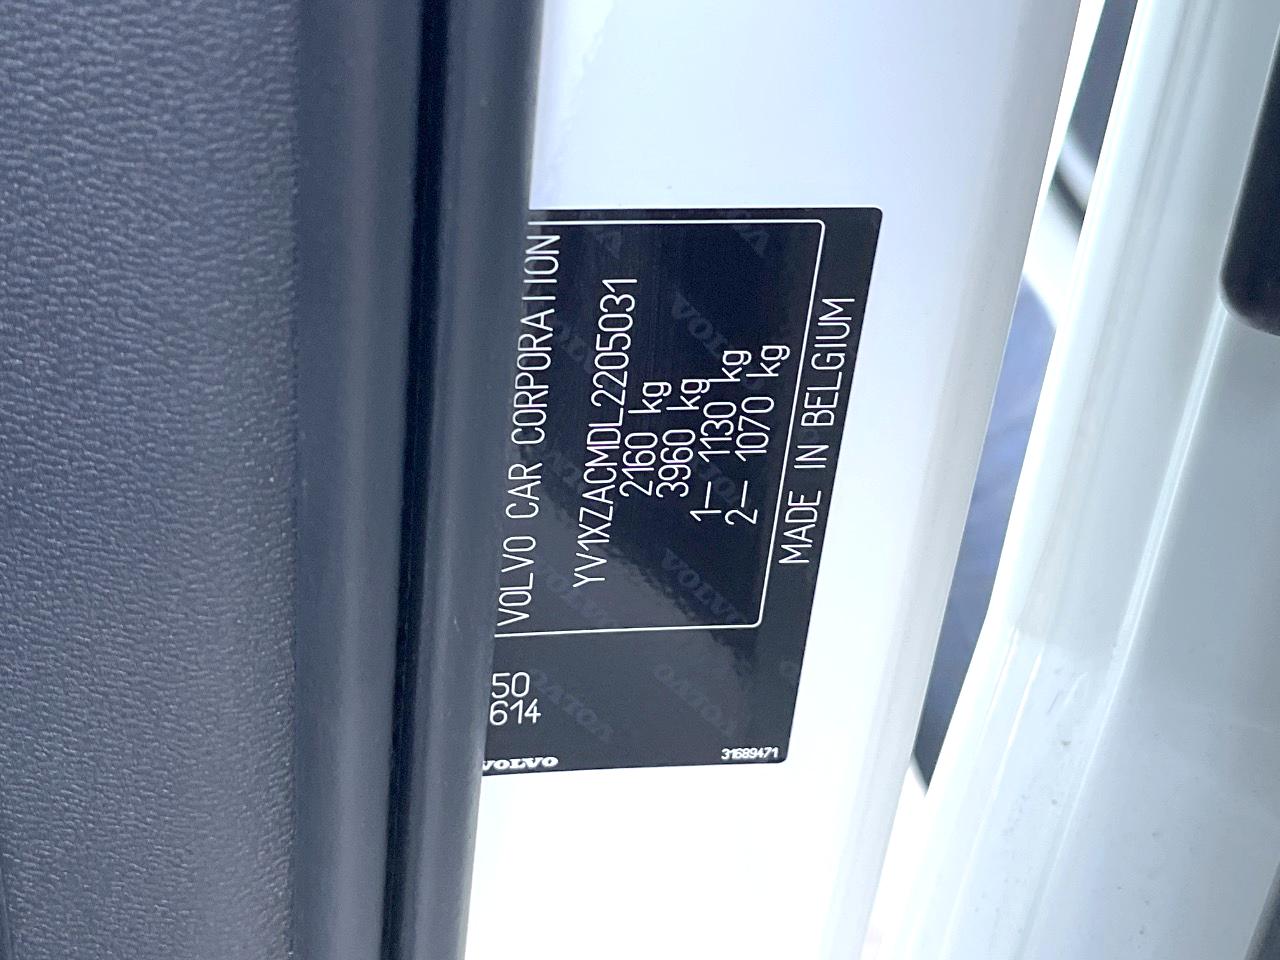 VOLVO CAR CORPORATION
YV1XZACMDL2205031
2160 kg
3960 kg
1– 1130 kg
2– 1070 kg
MADE IN BELGIUM
50
614
VOLVO
31689471